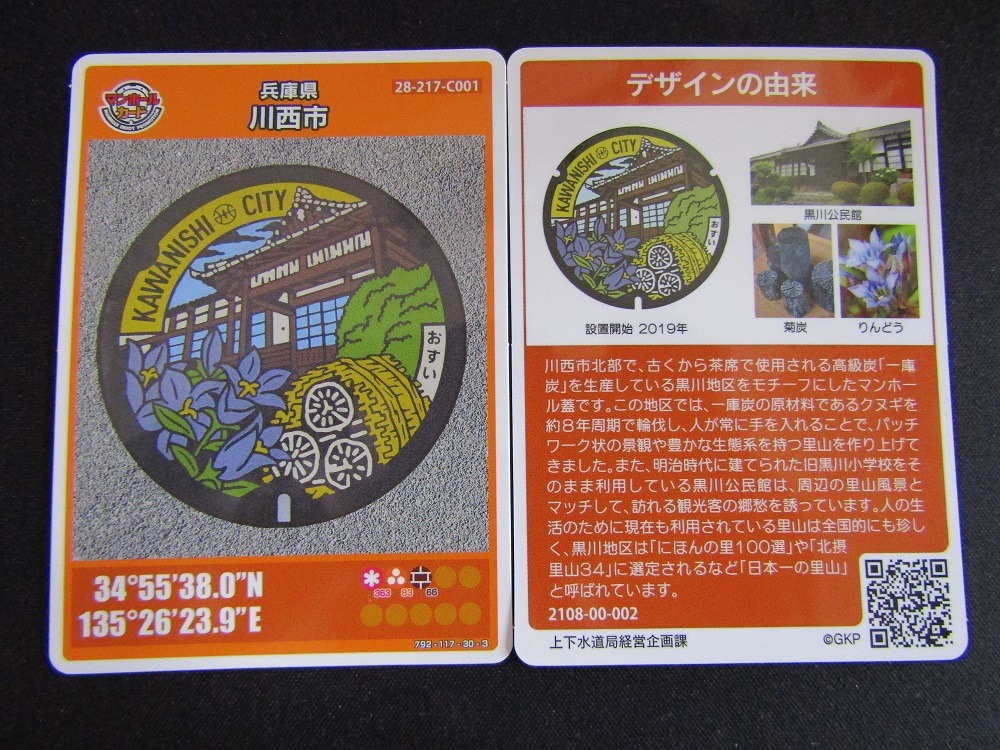 マンホール
カード
兵庫県
川西市
28-217-C001
KAWANISHI CITY
おすい
34°55'38.0"N
135°26'23.9"E
363 83 66
792-117-30-3
デザインの由来
KAWANISHI CITY
おすい
設置開始 2019年
黒川公民館
菊炭
りんどう
川西市北部で、古くから茶席で使用される高級炭「一庫
炭」を生産している黒川地区をモチーフにしたマンホー
ル蓋です。この地区では、一庫炭の原材料であるクヌギを
約8年周期で輪伐し、人が常に手を入れることで、パッチ
ワーク状の景観や豊かな生態系を持つ里山を作り上げて
きました。また、明治時代に建てられた旧黒川小学校をそ
のまま利用している黒川公民館は、周辺の里山風景と
マッチして、訪れる観光客の郷愁を誘っています。人の
生活のために現在も利用されている里山は全国的にも珍し
く、黒川地区は「にほんの里100選」や「北摂
里山34」に選定されるなど「日本一の里山」
と呼ばれています。
2108-00-002
上下水道局経営企画課
©GKP